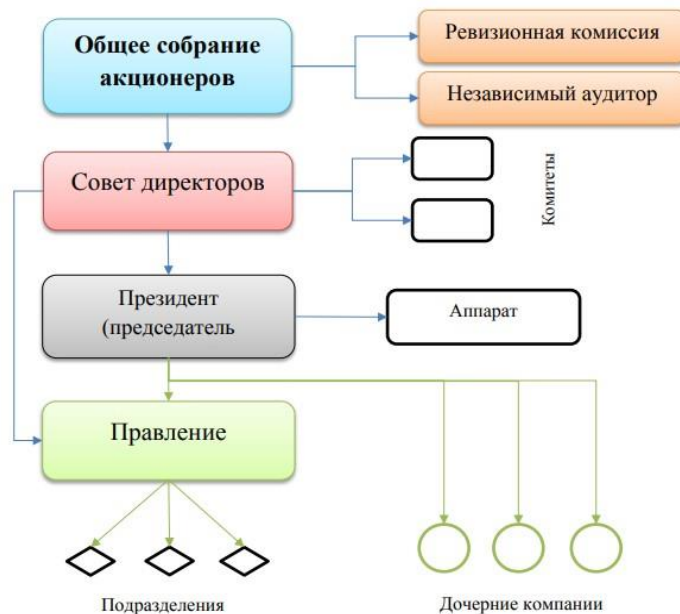 Общее собрание
акционеров
Ревизионная комиссия
Независимый аудитор
Совет директоров
Комитеты
Президент
(председатель
Аппарат
Правление
Подразделения
Дочерние компании